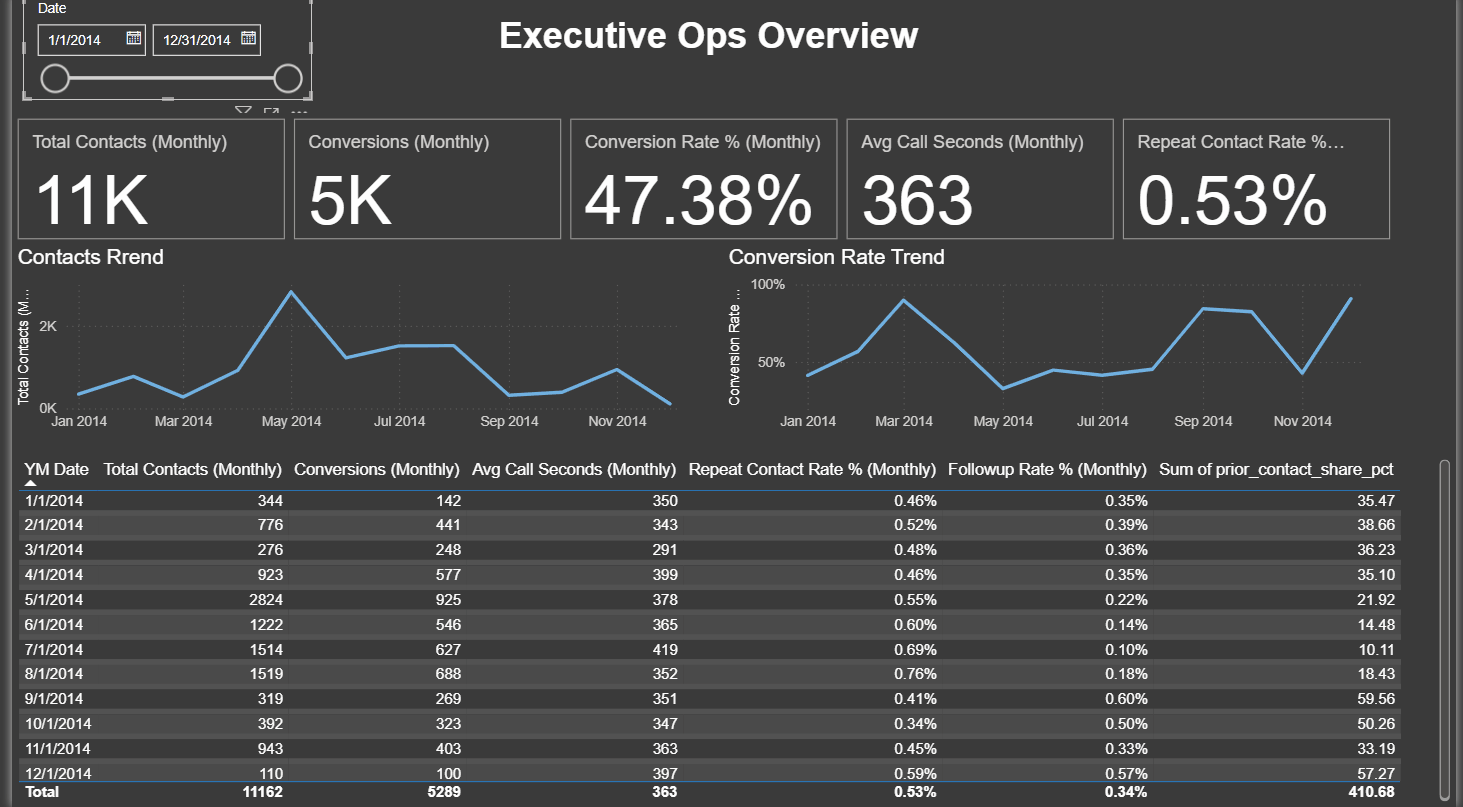 Date
1/1/2014 12/31/2014
Executive Ops Overview
Total Contacts (Monthly)
11K
Conversions (Monthly)
5K
Conversion Rate % (Monthly)
47.38%
Avg Call Seconds (Monthly)
363
Repeat Contact Rate %...
0.53%
Contacts Rrend
Total Contacts (M...
2K
0K
Jan 2014 Mar 2014 May 2014 Jul 2014 Sep 2014 Nov 2014
Conversion Rate Trend
Conversion Rate ...
100%
50%
Jan 2014 Mar 2014 May 2014 Jul 2014 Sep 2014 Nov 2014
YM Date Total Contacts (Monthly) Conversions (Monthly) Avg Call Seconds (Monthly) Repeat Contact Rate % (Monthly) Followup Rate % (Monthly) Sum of prior_contact_share_pct
1/1/2014 344 142 350 0.46% 0.35% 35.47
2/1/2014 776 441 343 0.52% 0.39% 38.66
3/1/2014 276 248 291 0.48% 0.36% 36.23
4/1/2014 923 577 399 0.46% 0.35% 35.10
5/1/2014 2824 925 378 0.55% 0.22% 21.92
6/1/2014 1222 546 365 0.60% 0.14% 14.48
7/1/2014 1514 627 419 0.69% 0.10% 10.11
8/1/2014 1519 688 352 0.76% 0.18% 18.43
9/1/2014 319 269 351 0.41% 0.60% 59.56
10/1/2014 392 323 347 0.34% 0.50% 50.26
11/1/2014 943 403 363 0.45% 0.33% 33.19
12/1/2014 110 100 397 0.59% 0.57% 57.27
Total 11162 5289 363 0.53% 0.34% 410.68